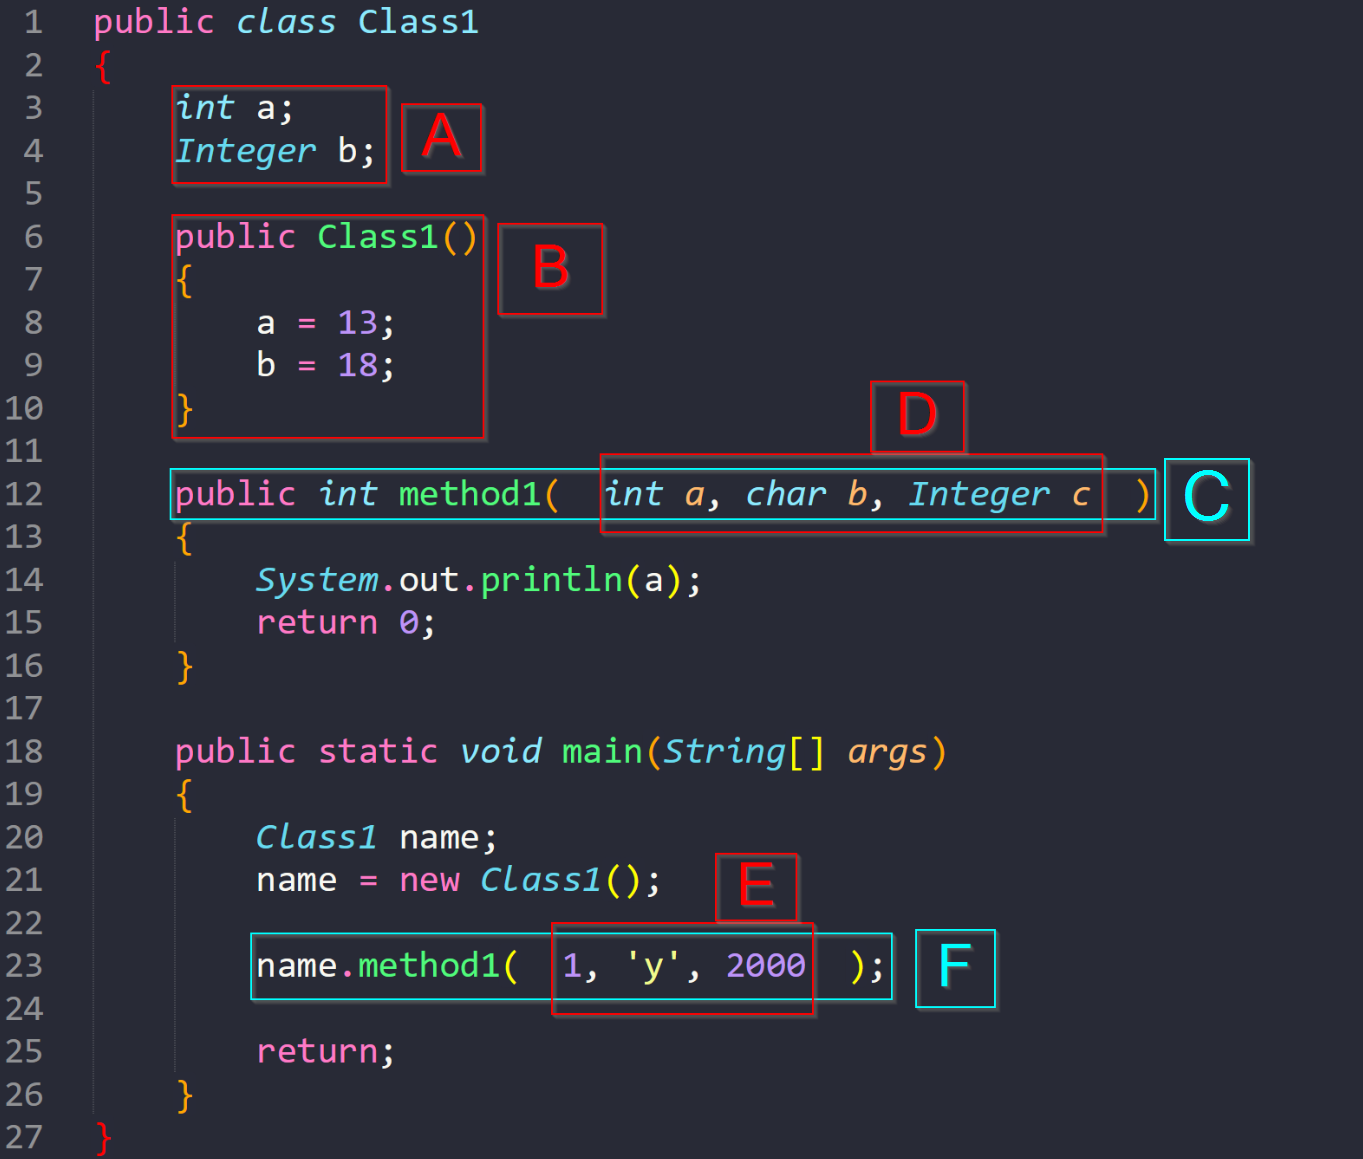 1 public class Class1
2 {
3 int a;
4 Integer b;
A
5
6 public Class1()
B
7 {
8 a = 13;
9 b = 18;
10 }
D
11
12 public int method1( int a, char b, Integer c )
C
13 {
14 System.out.println(a);
15 return 0;
16 }
17
18 public static void main(String[] args)
19 {
20 Class1 name;
21 name = new Class1();
E
22
23 name.method1( 1, 'y', 2000 );
F
24
25 return;
26 }
27 }